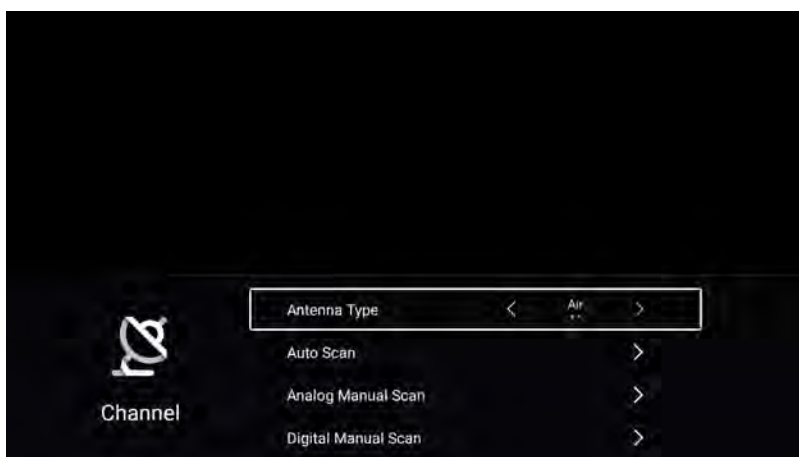 Antenna Type < Air >
Auto Scan >
Analog Manual Scan >
Channel
Digital Manual Scan >